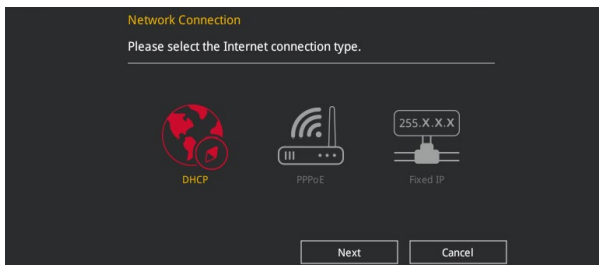 Network Connection
Please select the Internet connection type.
255.X.X.X
DHCP
PPPoE
Fixed IP
Next
Cancel